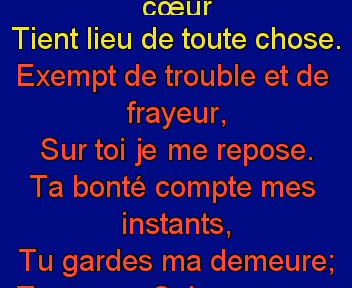 cœur
Tient lieu de toute chose.
Exempt de trouble et de
frayeur,
Sur toi je me repose.
Ta bonté compte mes
instants,
Tu gardes ma demeure;